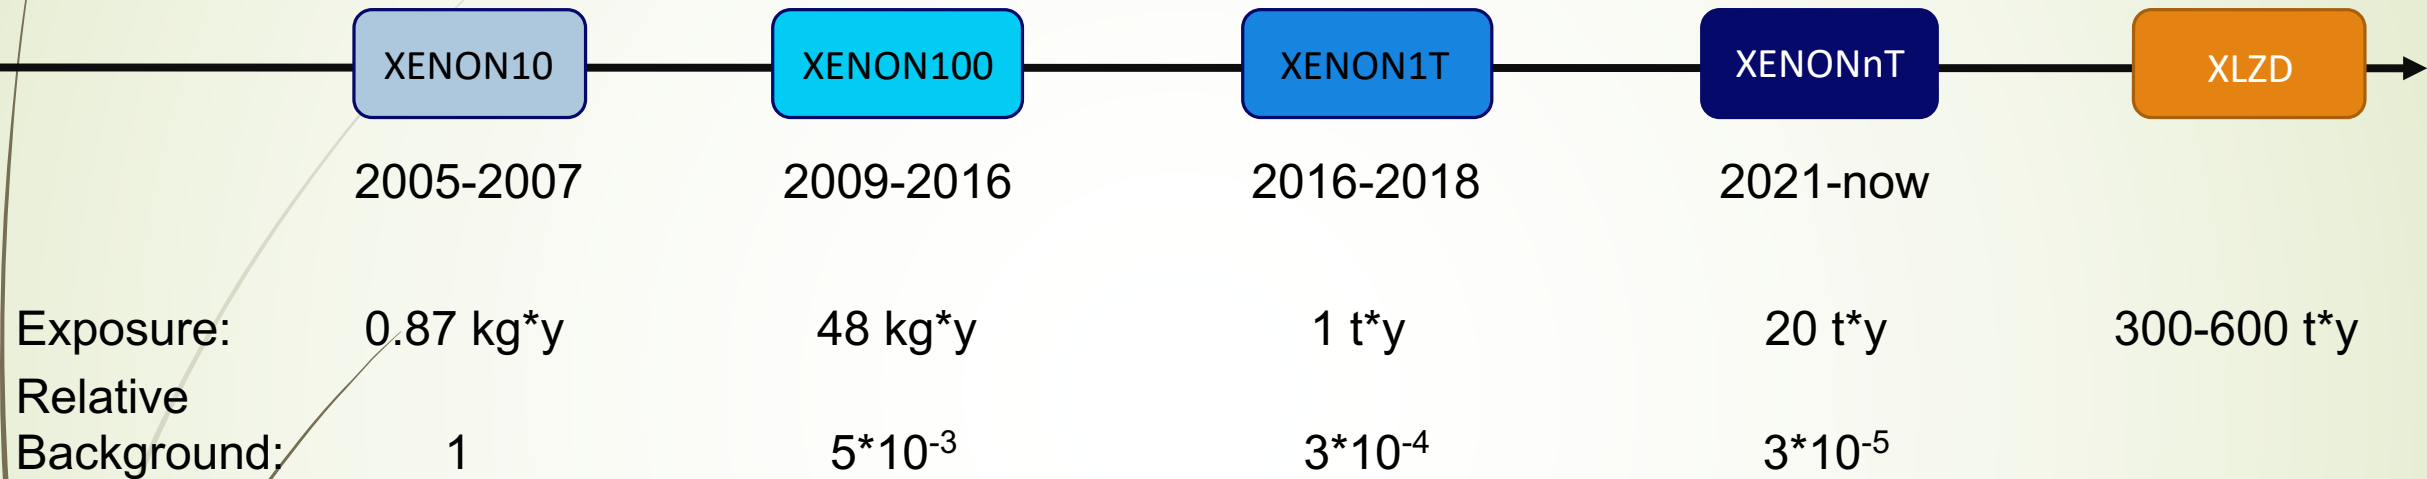 XENON10 XENON100 XENON1T XENONnT XLZD
2005-2007 2009-2016 2016-2018 2021-now
Exposure: 0.87 kg*y 48 kg*y 1 t*y 20 t*y 300-600 t*y
Relative
Background: 1 5*10⁻³ 3*10⁻⁴ 3*10⁻⁵